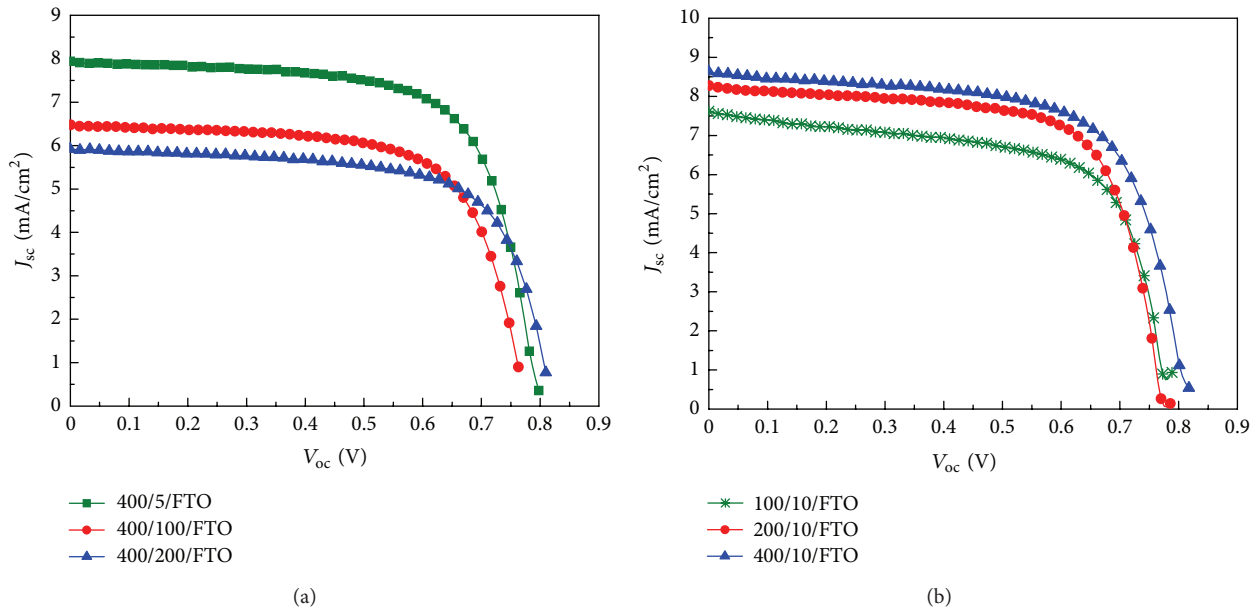 9
8
7
6
5
4
3
2
1
0
J_sc (mA/cm²)
0 0.1 0.2 0.3 0.4 0.5 0.6 0.7 0.8 0.9
V_oc (V)
400/5/FTO
400/100/FTO
400/200/FTO
(a)
10
9
8
7
6
5
4
3
2
1
0
J_sc (mA/cm²)
0 0.1 0.2 0.3 0.4 0.5 0.6 0.7 0.8 0.9
V_oc (V)
100/10/FTO
200/10/FTO
400/10/FTO
(b)